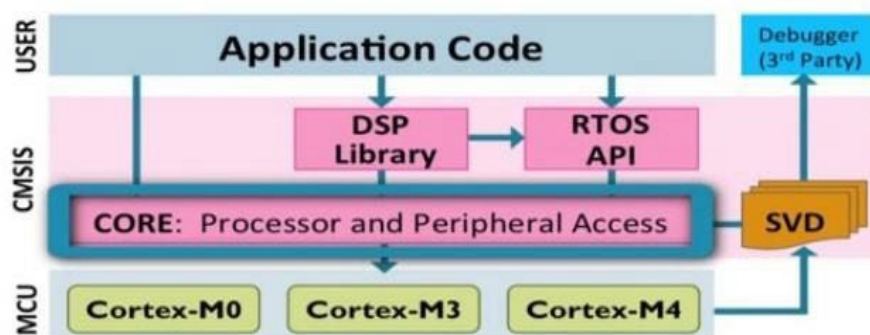 USER
Application Code
Debugger
(3rd Party)
CMSIS
DSP
Library
RTOS
API
CORE: Processor and Peripheral Access
SVD
MCU
Cortex-M0
Cortex-M3
Cortex-M4